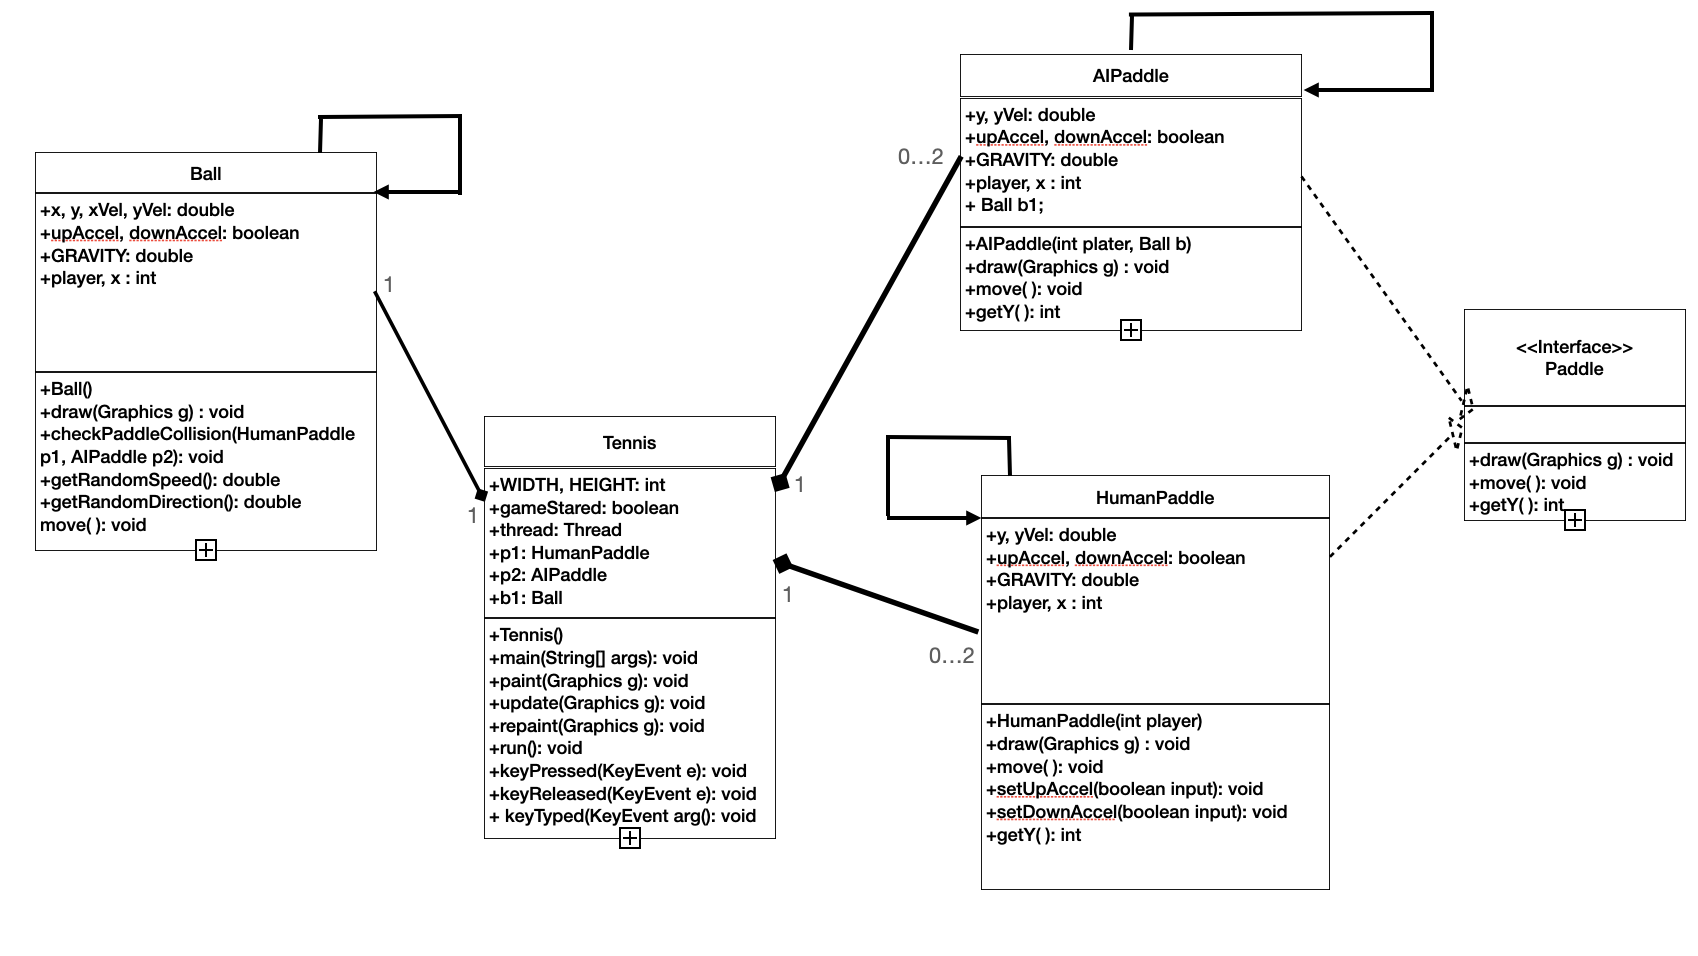 Ball
+x, y, xVel, yVel: double
+upAccel, downAccel: boolean
+GRAVITY: double
+player, x : int
+Ball()
+draw(Graphics g) : void
+checkPaddleCollision(HumanPaddle
p1, AIPaddle p2): void
+getRandomSpeed(): double
+getRandomDirection(): double
move( ): void
1
1
Tennis
+WIDTH, HEIGHT: int
+gameStared: boolean
+thread: Thread
+p1: HumanPaddle
+p2: AIPaddle
+b1: Ball
+Tennis()
+main(String[] args): void
+paint(Graphics g): void
+update(Graphics g): void
+repaint(Graphics g): void
+run(): void
+keyPressed(KeyEvent e): void
+keyReleased(KeyEvent e): void
+ keyTyped(KeyEvent arg(): void
1
1
0...2
0...2
AIPaddle
+y, yVel: double
+upAccel, downAccel: boolean
+GRAVITY: double
+player, x : int
+ Ball b1;
+AIPaddle(int plater, Ball b)
+draw(Graphics g) : void
+move( ): void
+getY( ): int
HumanPaddle
+y, yVel: double
+upAccel, downAccel: boolean
+GRAVITY: double
+player, x : int
+HumanPaddle(int player)
+draw(Graphics g) : void
+move( ): void
+setUpAccel(boolean input): void
+setDownAccel(boolean input): void
+getY( ): int
<<Interface>>
Paddle
+draw(Graphics g) : void
+move( ): void
+getY( ): int